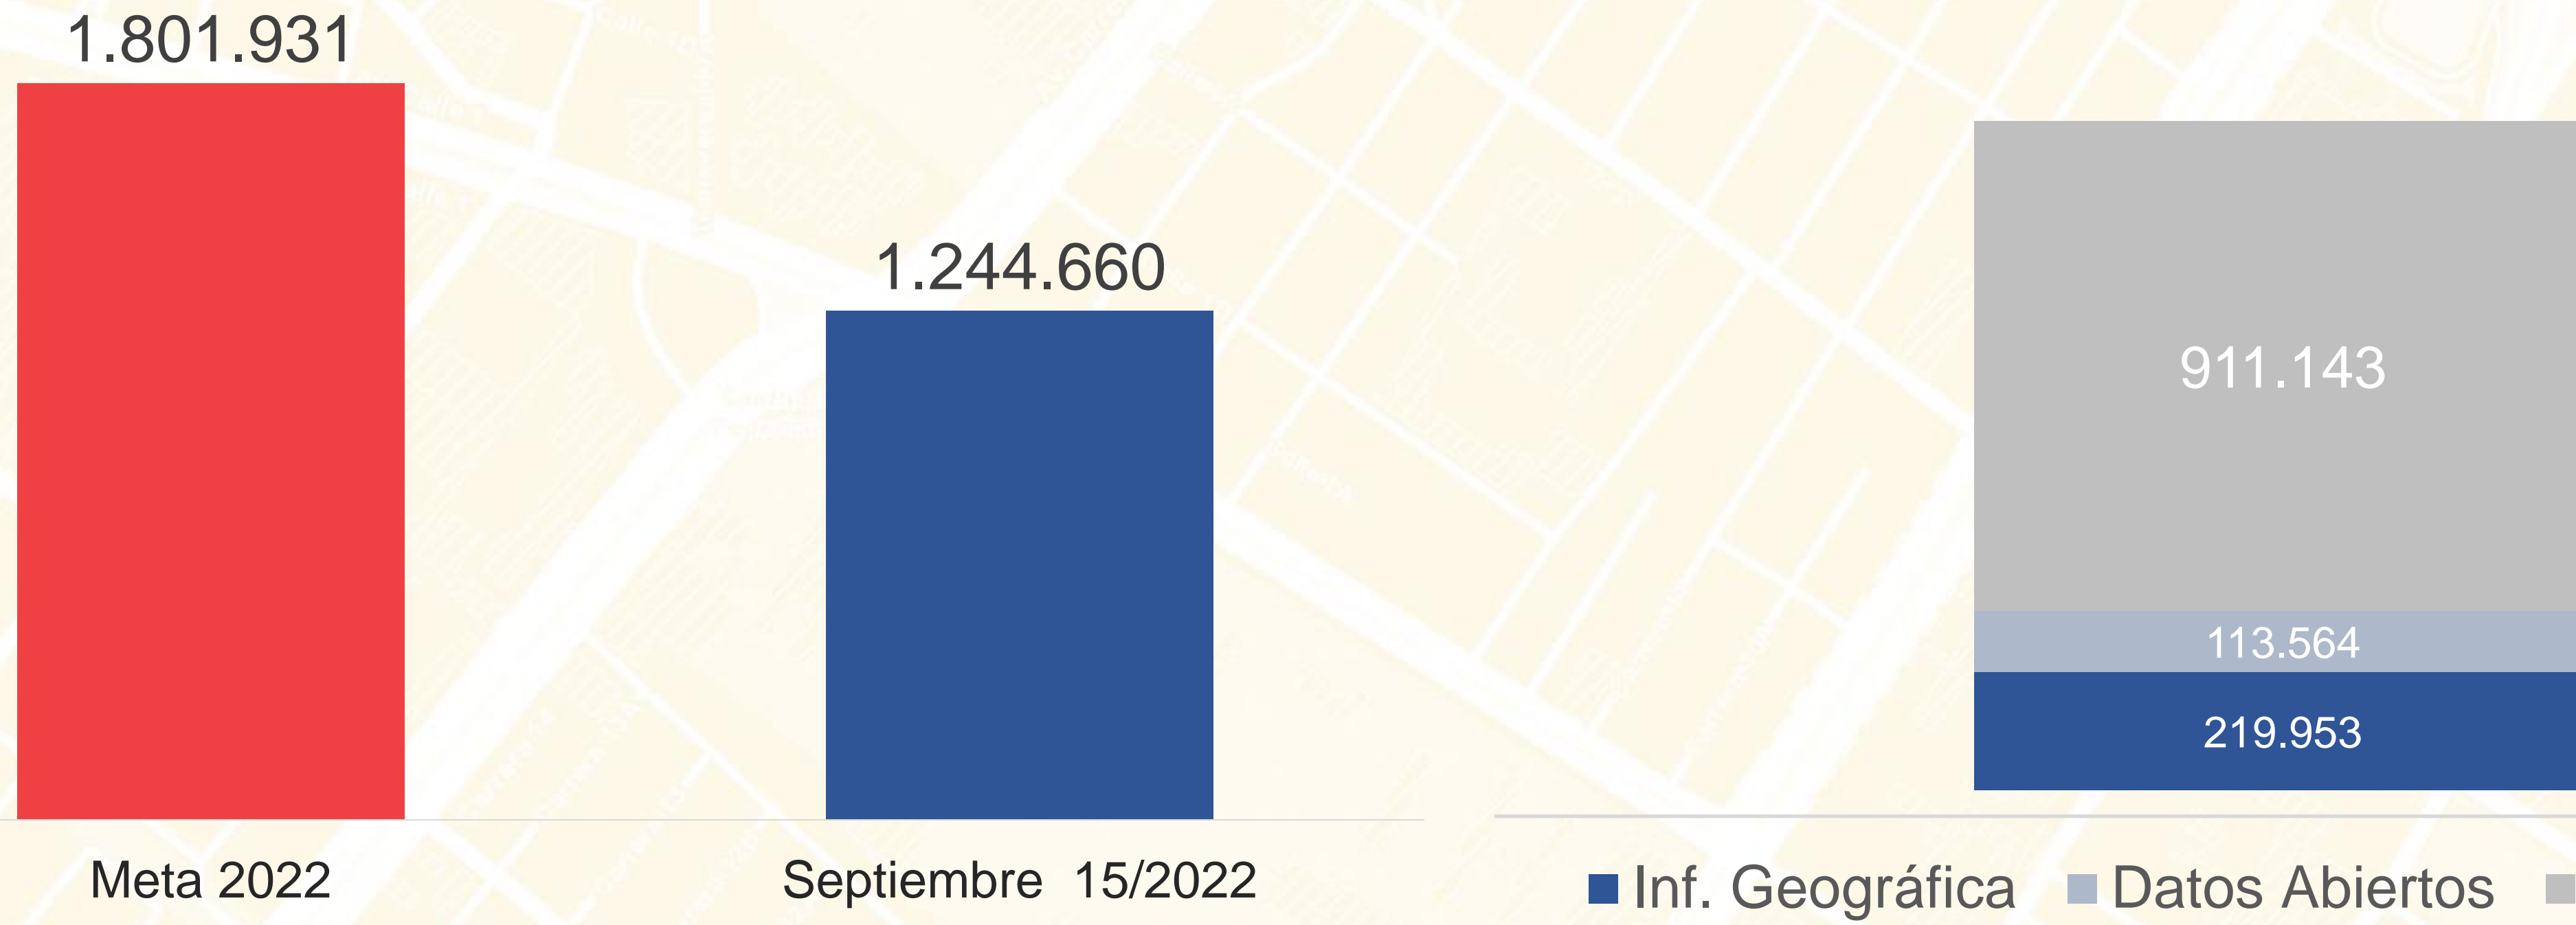 1.801.931
1.244.660
Meta 2022
Septiembre 15/2022
911.143
113.564
219.953
Inf. Geográfica
Datos Abiertos